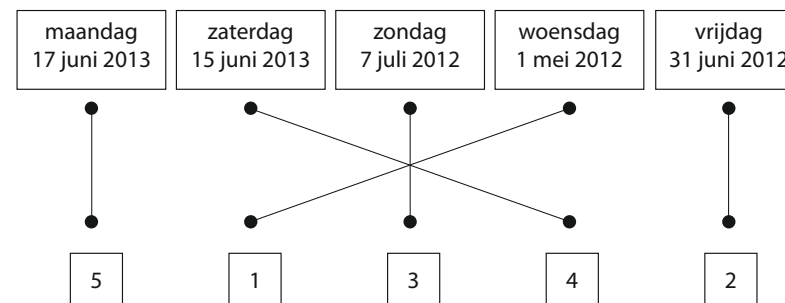 maandag
17 juni 2013
zaterdag
15 juni 2013
zondag
7 juli 2012
woensdag
1 mei 2012
vrijdag
31 juni 2012
5
1
3
4
2